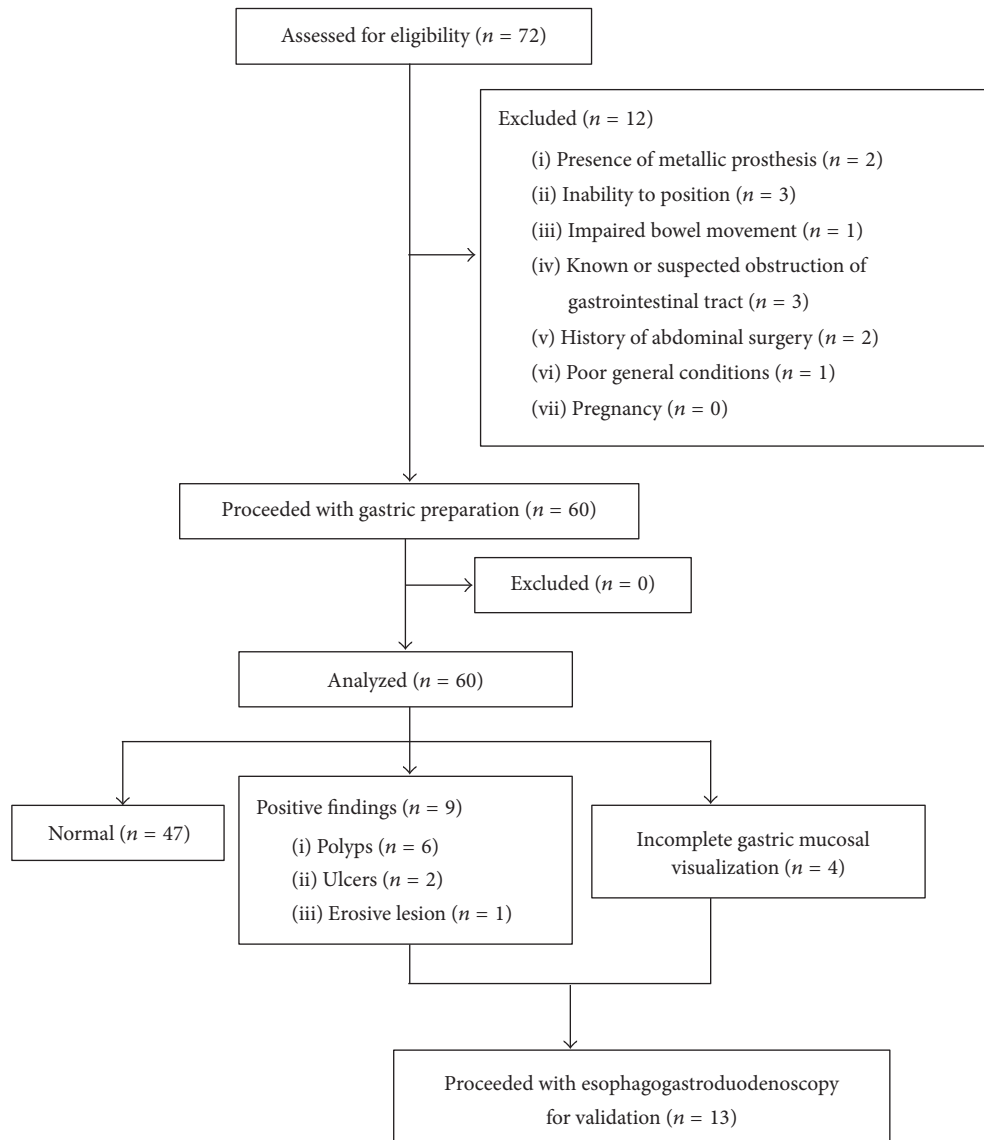 Assessed for eligibility (n = 72)
Excluded (n = 12)
(i) Presence of metallic prosthesis (n = 2)
(ii) Inability to position (n = 3)
(iii) Impaired bowel movement (n = 1)
(iv) Known or suspected obstruction of
gastrointestinal tract (n = 3)
(v) History of abdominal surgery (n = 2)
(vi) Poor general conditions (n = 1)
(vii) Pregnancy (n = 0)
Proceeded with gastric preparation (n = 60)
Excluded (n = 0)
Analyzed (n = 60)
Normal (n = 47)
Positive findings (n = 9)
(i) Polyps (n = 6)
(ii) Ulcers (n = 2)
(iii) Erosive lesion (n = 1)
Incomplete gastric mucosal
visualization (n = 4)
Proceeded with esophagogastroduodenoscopy
for validation (n = 13)